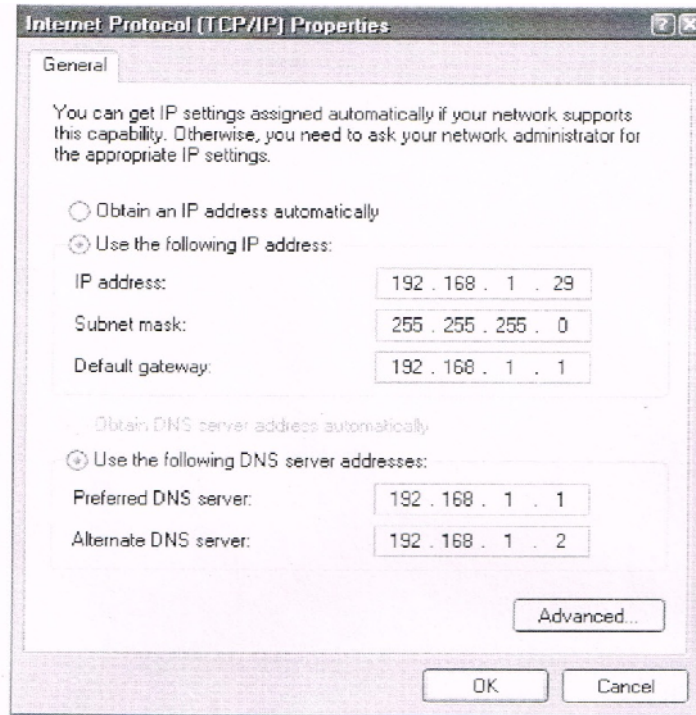 Internet Protocol (TCP/IP) Properties
General
You can get IP settings assigned automatically if your network supports
this capability. Otherwise, you need to ask your network administrator for
the appropriate IP settings.
Obtain an IP address automatically
Use the following IP address:
IP address: 192 . 168 . 1 . 29
Subnet mask: 255 . 255 . 255 . 0
Default gateway: 192 . 168 . 1 . 1
Obtain DNS server address automatically
Use the following DNS server addresses:
Preferred DNS server: 192 . 168 . 1 . 1
Alternate DNS server: 192 . 168 . 1 . 2
Advanced...
OK Cancel